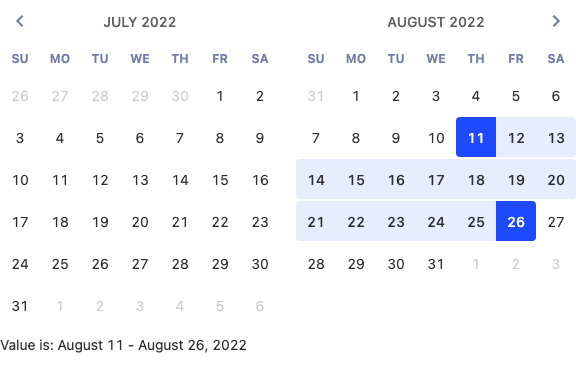 JULY 2022
SU MO TU WE TH FR SA
26 27 28 29 30 1 2
3 4 5 6 7 8 9
10 11 12 13 14 15 16
17 18 19 20 21 22 23
24 25 26 27 28 29 30
31 1 2 3 4 5 6
AUGUST 2022
SU MO TU WE TH FR SA
31 1 2 3 4 5 6
7 8 9 10 11 12 13
14 15 16 17 18 19 20
21 22 23 24 25 26 27
28 29 30 31 1 2 3
Value is: August 11 - August 26, 2022